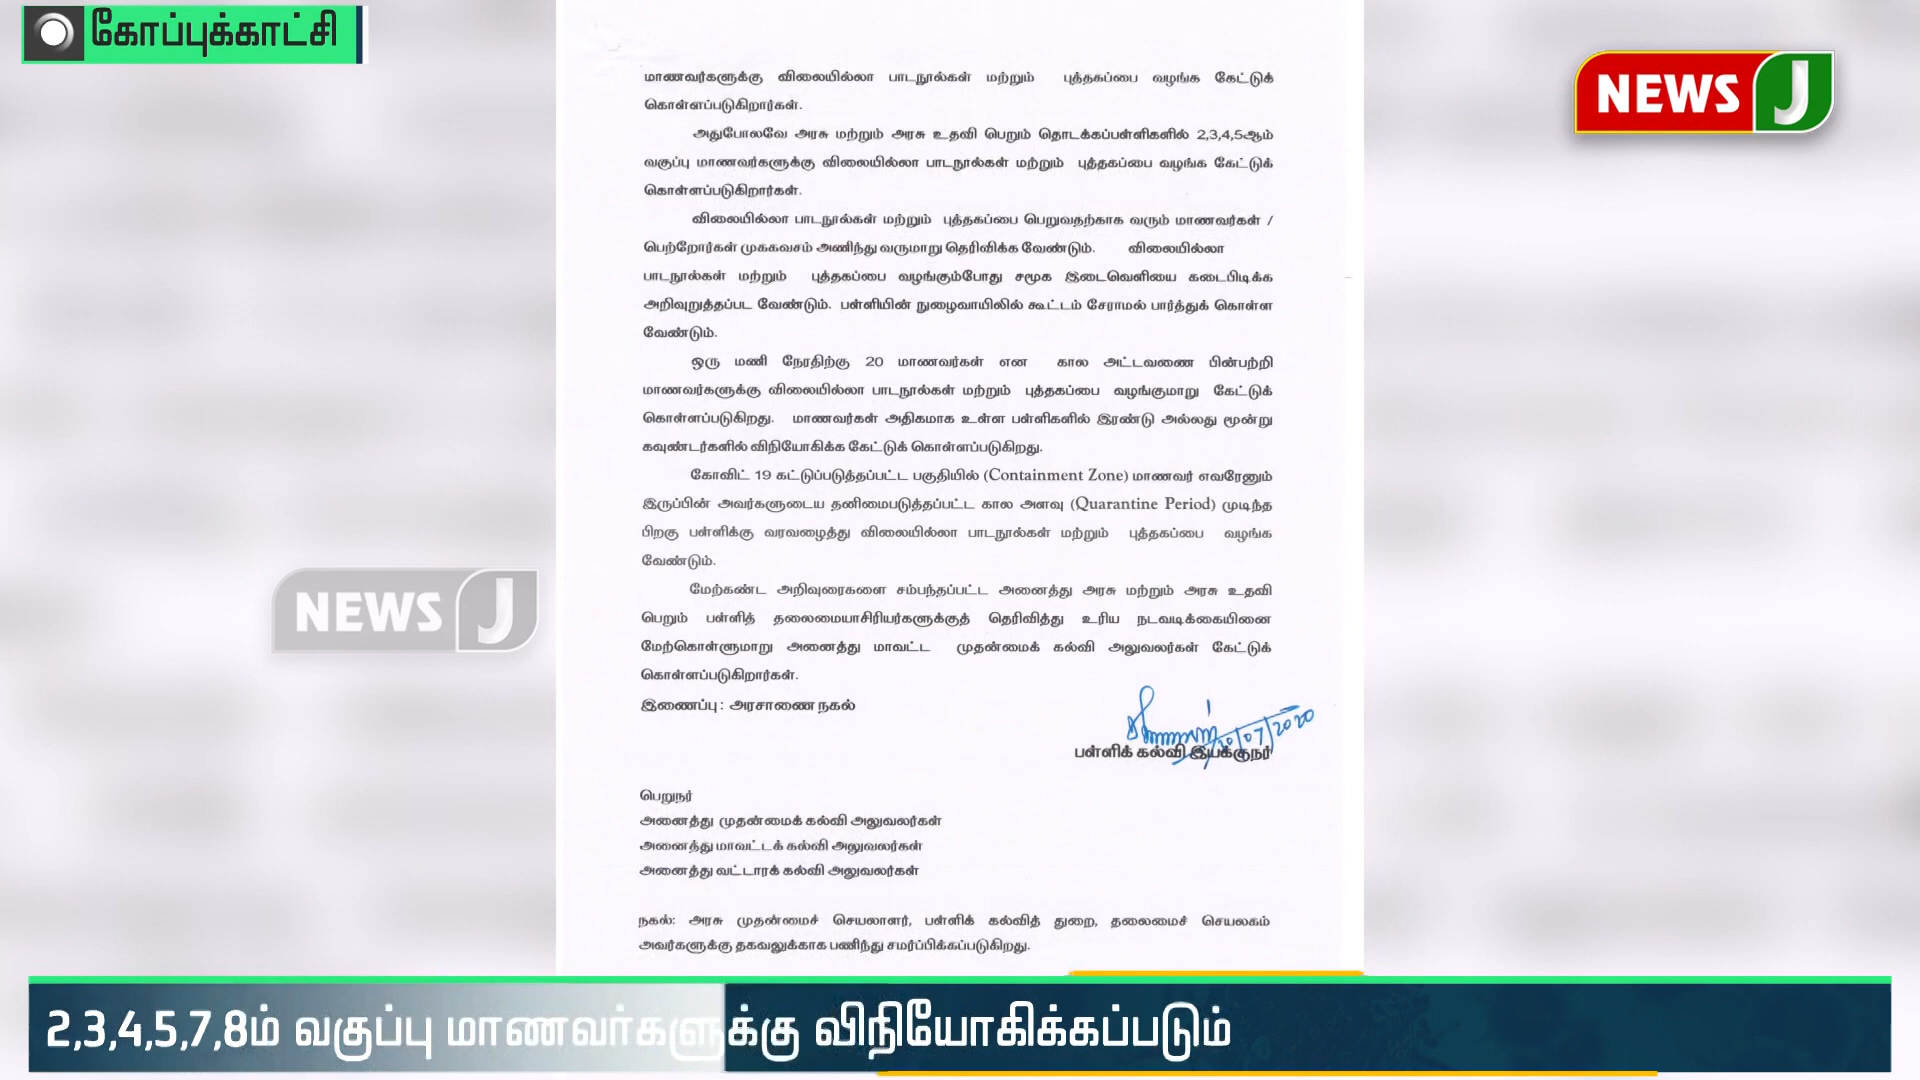 கோப்புக்காட்சி
NEWS J
மாணவர்களுக்கு விலையில்லா பாடநூல்கள் மற்றும் புத்தகப்பை வழங்க கேட்டுக்
கொள்ளப்படுகிறார்கள்.
அதுபோலவே அரசு மற்றும் அரசு உதவி பெறும் தொடக்கப்பள்ளிகளில் 2,3,4,5ஆம்
வகுப்பு மாணவர்களுக்கு விலையில்லா பாடநூல்கள் மற்றும் புத்தகப்பை வழங்க கேட்டுக்
கொள்ளப்படுகிறார்கள்.
விலையில்லா பாடநூல்கள் மற்றும் புத்தகப்பை பெறுவதற்காக வரும் மாணவர்கள் /
பெற்றோர்கள் முககவசம் அணிந்து வருமாறு தெரிவிக்க வேண்டும். விலையில்லா
பாடநூல்கள் மற்றும் புத்தகப்பை வழங்கும்போது சமூக இடைவெளியை கடைபிடிக்க
அறிவுறுத்தப்பட வேண்டும். பள்ளியின் நுழைவாயிலில் கூட்டம் சேராமல் பார்த்துக் கொள்ள
வேண்டும்.
ஒரு மணி நேரதிற்கு 20 மாணவர்கள் என கால அட்டவணை பின்பற்றி
மாணவர்களுக்கு விலையில்லா பாடநூல்கள் மற்றும் புத்தகப்பை வழங்குமாறு கேட்டுக்
கொள்ளப்படுகிறது. மாணவர்கள் அதிகமாக உள்ள பள்ளிகளில் இரண்டு அல்லது மூன்று
கவுண்டர்களில் விநியோகிக்க கேட்டுக் கொள்ளப்படுகிறது.
கோவிட் 19 கட்டுப்படுத்தப்பட்ட பகுதியில் (Containment Zone) மாணவர் எவரேனும்
இருப்பின் அவர்களுடைய தனிமைபடுத்தப்பட்ட கால அளவு (Quarantine Period) முடிந்த
பிறகு பள்ளிக்கு வரவழைத்து விலையில்லா பாடநூல்கள் மற்றும் புத்தகப்பை வழங்க
வேண்டும்.
NEWS J
மேற்கண்ட அறிவுரைகளை சம்பந்தப்பட்ட அனைத்து அரசு மற்றும் அரசு உதவி
பெறும் பள்ளித் தலைமையாசிரியர்களுக்குத் தெரிவித்து உரிய நடவடிக்கையினை
மேற்கொள்ளுமாறு அனைத்து மாவட்ட முதன்மைக் கல்வி அலுவலர்கள் கேட்டுக்
கொள்ளப்படுகிறார்கள்.
இணைப்பு : அரசாணை நகல்
20/07/2020
பள்ளிக் கல்வி இயக்குநர்
பெறுநர்
அனைத்து முதன்மைக் கல்வி அலுவலர்கள்
அனைத்து மாவட்டக் கல்வி அலுவலர்கள்
அனைத்து வட்டாரக் கல்வி அலுவலர்கள்
நகல்: அரசு முதன்மைச் செயலாளர், பள்ளிக் கல்வித் துறை, தலைமைச் செயலகம்
அவர்களுக்கு தகவலுக்காக பணிந்து சமர்ப்பிக்கப்படுகிறது.
2,3,4,5,7,8ம் வகுப்பு மாணவர்களுக்கு விநியோகிக்கப்படும்